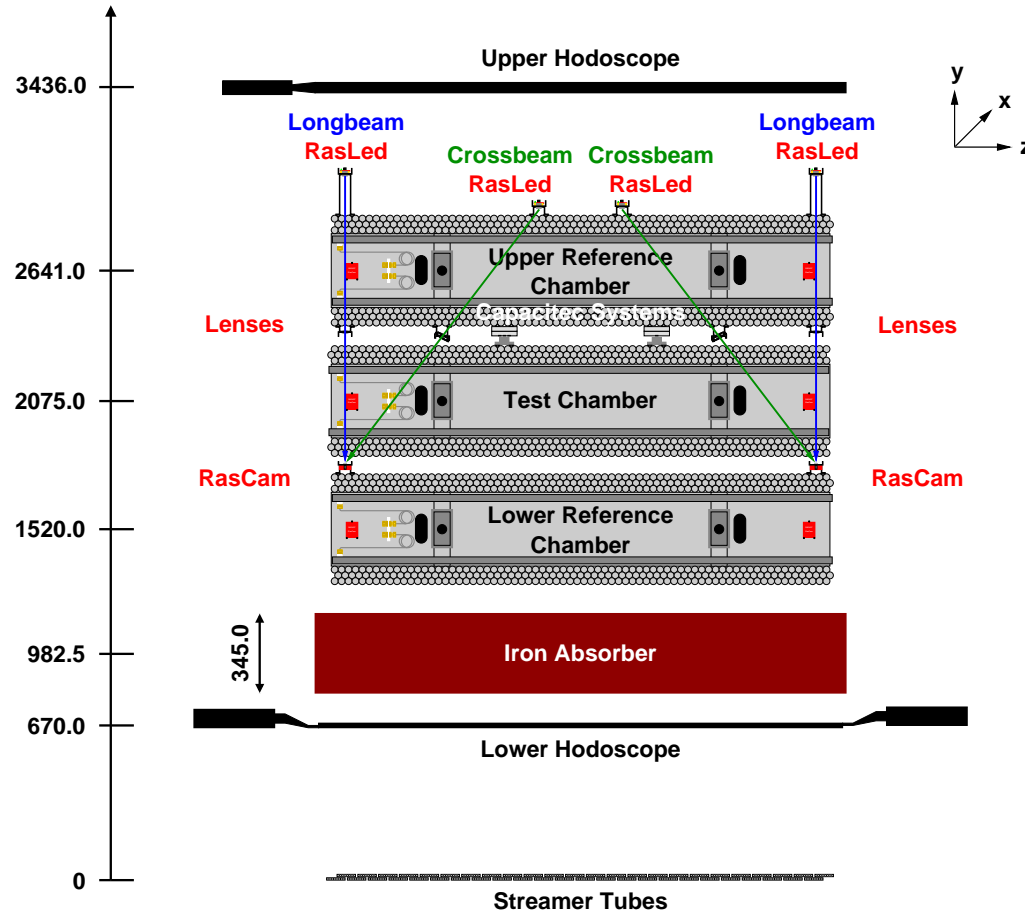 Upper Hodoscope
3436.0
y
x
z
Longbeam
RasLed
Crossbeam
RasLed
Crossbeam
RasLed
Longbeam
RasLed
2641.0
Upper Reference
Chamber
Capacitec Systems
Lenses
Lenses
2075.0
Test Chamber
RasCam
RasCam
1520.0
Lower Reference
Chamber
982.5
345.0
Iron Absorber
670.0
Lower Hodoscope
0
Streamer Tubes